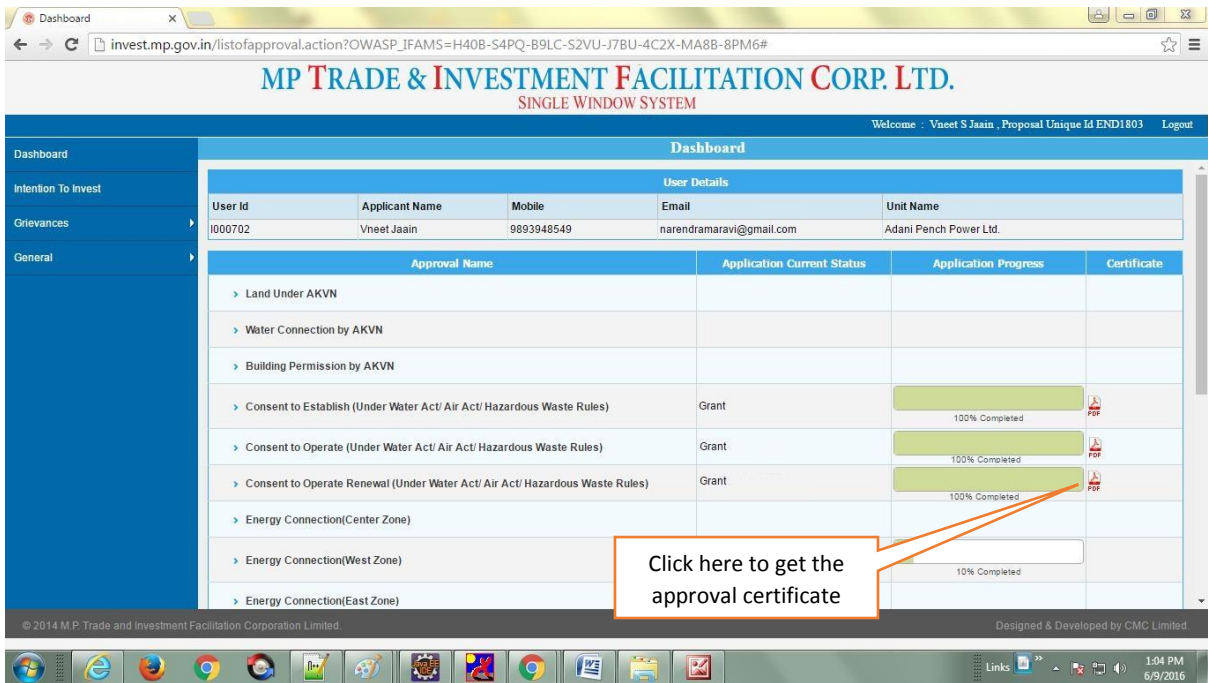 Dashboard
invest.mp.gov.in/listofapproval.action?OWASP_IFAMS=H40B-S4PQ-B9LC-S2VU-J7BU-4C2X-MA8B-8PM6#
MP TRADE & INVESTMENT FACILITATION CORP. LTD.
SINGLE WINDOW SYSTEM
Welcome : Vneet S Jaain , Proposal Unique Id END1803 Logout
Dashboard
Intention To Invest
Grievances
General
Dashboard
User Details
User Id Applicant Name Mobile Email Unit Name
I000702 Vneet Jaain 9893948549 narendramaravi@gmail.com Adani Pench Power Ltd.
Approval Name Application Current Status Application Progress Certificate
Land Under AKVN
Water Connection by AKVN
Building Permission by AKVN
Consent to Establish (Under Water Act/ Air Act/ Hazardous Waste Rules) Grant 100% Completed PDF
Consent to Operate (Under Water Act/ Air Act/ Hazardous Waste Rules) Grant 100% Completed PDF
Consent to Operate Renewal (Under Water Act/ Air Act/ Hazardous Waste Rules) Grant 100% Completed PDF
Energy Connection(Center Zone)
Energy Connection(West Zone) 10% Completed
Energy Connection(East Zone)
Click here to get the
approval certificate
© 2014 M.P. Trade and Investment Facilitation Corporation Limited. Designed & Developed by CMC Limited.
Links 1:04 PM
6/9/2016